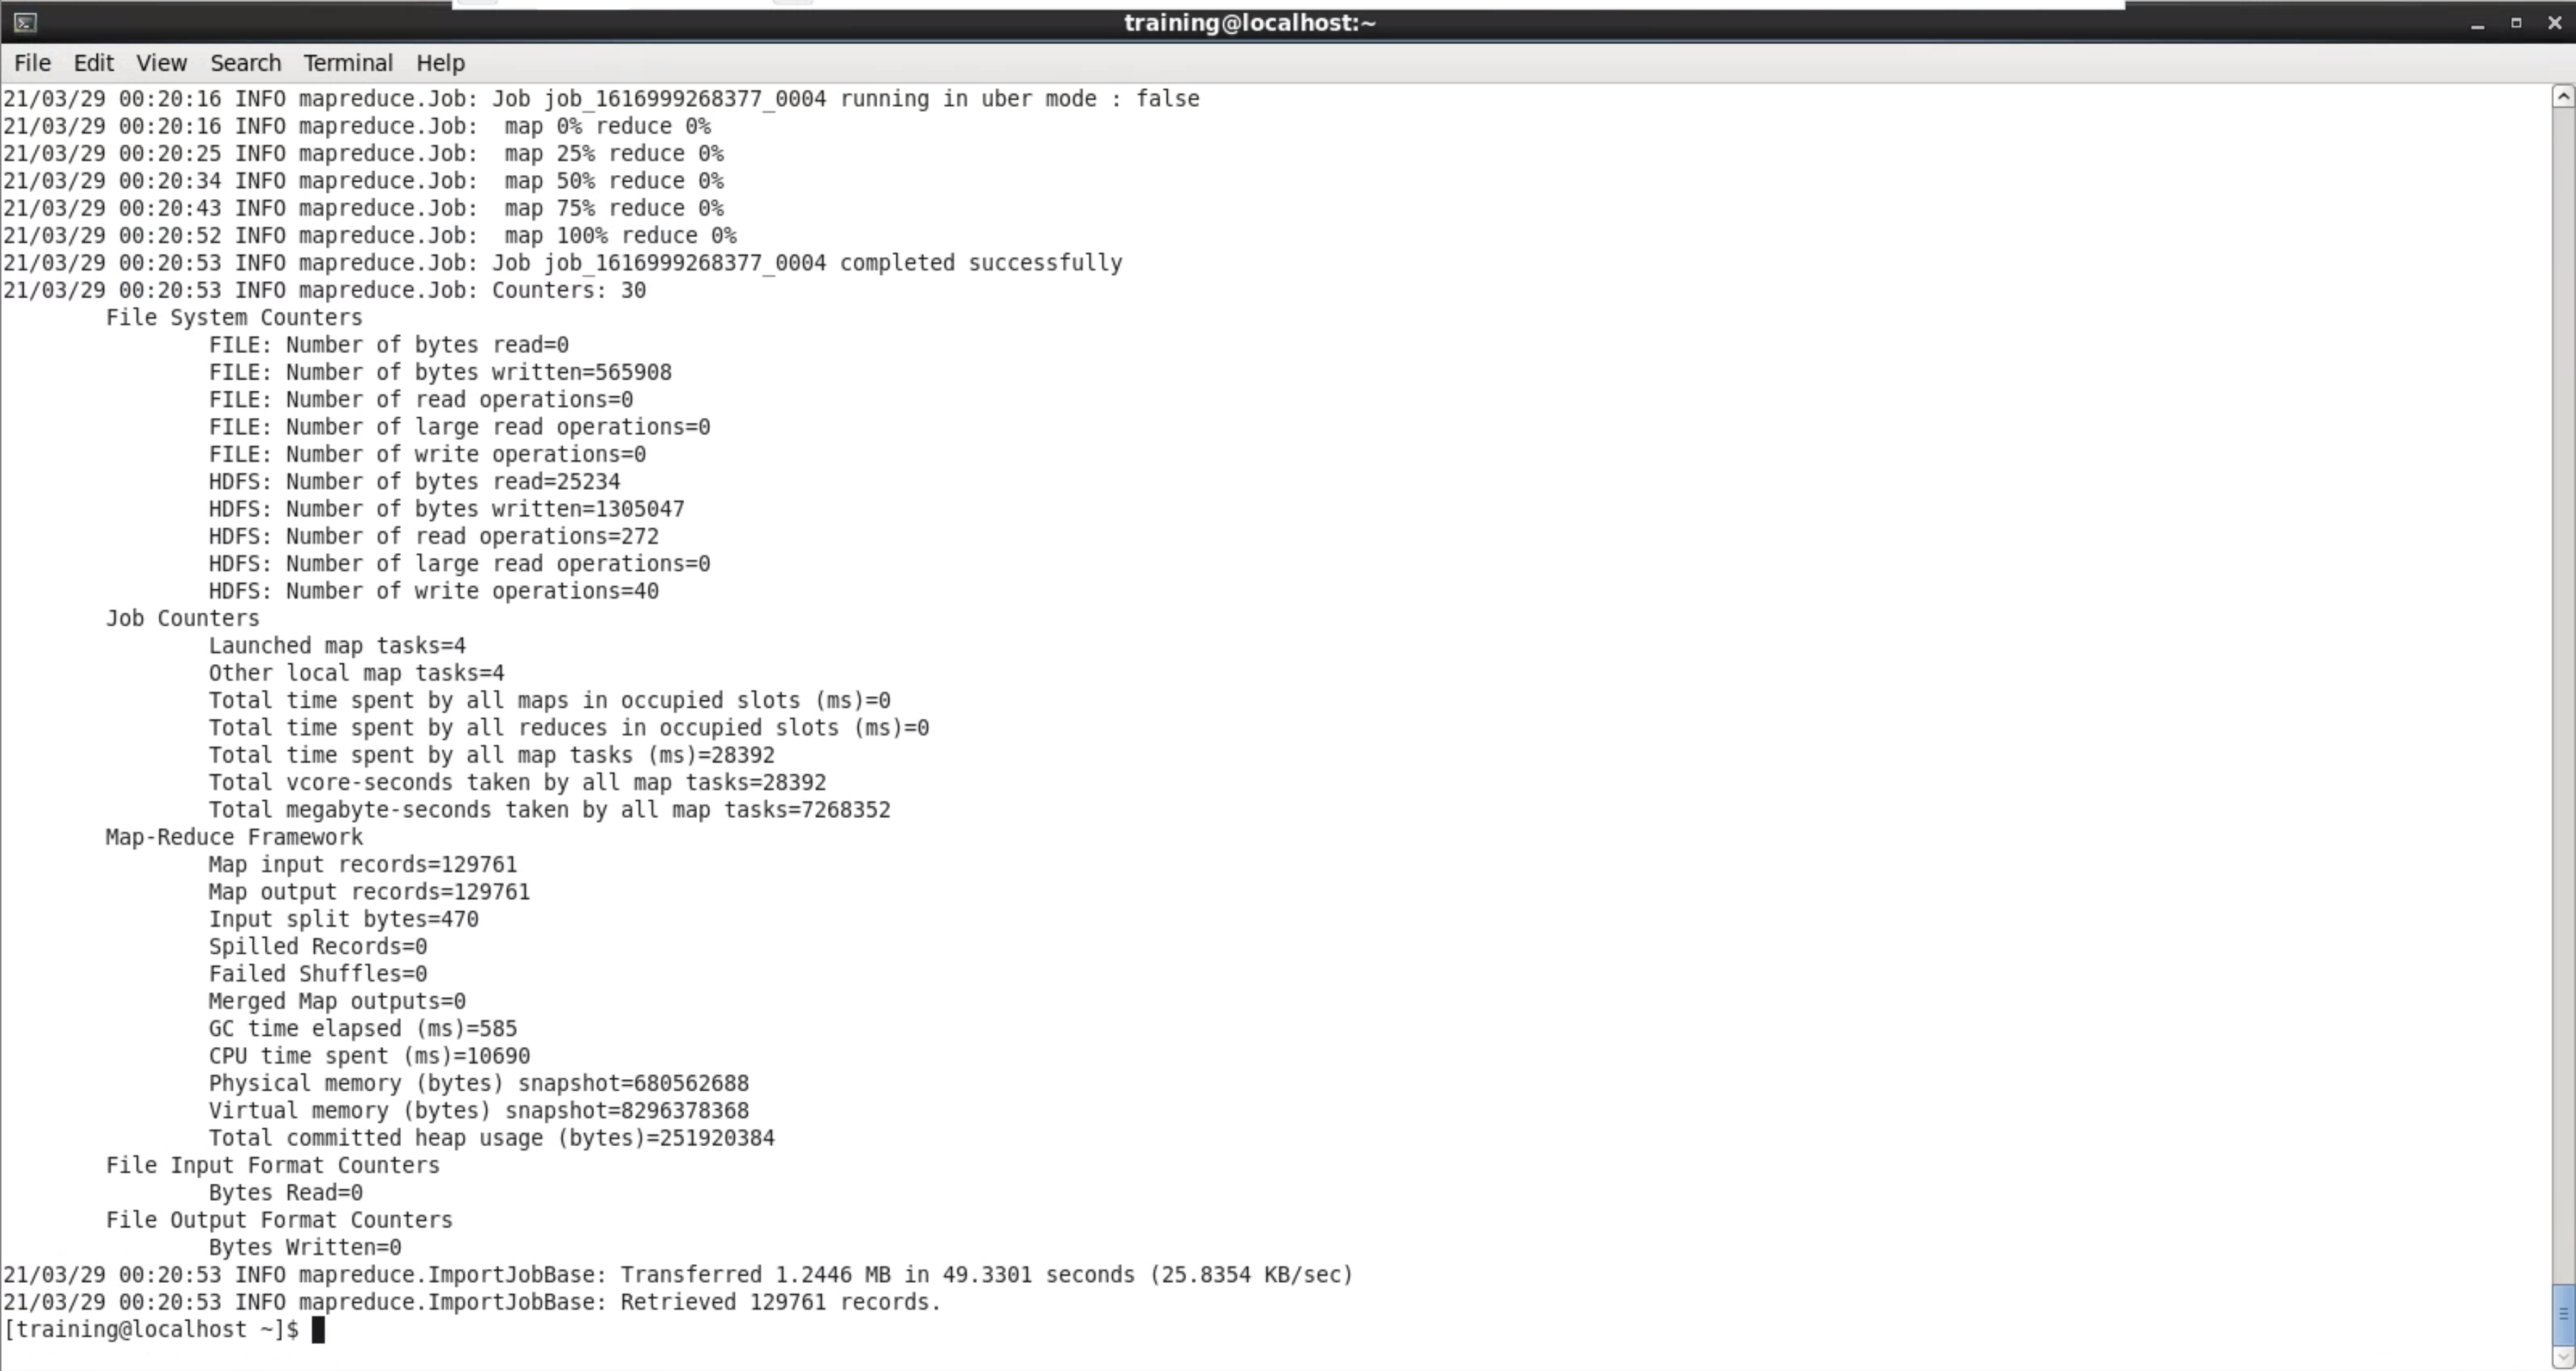 training@localhost:~
File Edit View Search Terminal Help
21/03/29 00:20:16 INFO mapreduce.Job: Job job_1616999268377_0004 running in uber mode : false
21/03/29 00:20:16 INFO mapreduce.Job:  map 0% reduce 0%
21/03/29 00:20:25 INFO mapreduce.Job:  map 25% reduce 0%
21/03/29 00:20:34 INFO mapreduce.Job:  map 50% reduce 0%
21/03/29 00:20:43 INFO mapreduce.Job:  map 75% reduce 0%
21/03/29 00:20:52 INFO mapreduce.Job:  map 100% reduce 0%
21/03/29 00:20:53 INFO mapreduce.Job: Job job_1616999268377_0004 completed successfully
21/03/29 00:20:53 INFO mapreduce.Job: Counters: 30
File System Counters
FILE: Number of bytes read=0
FILE: Number of bytes written=565908
FILE: Number of read operations=0
FILE: Number of large read operations=0
FILE: Number of write operations=0
HDFS: Number of bytes read=25234
HDFS: Number of bytes written=1305047
HDFS: Number of read operations=272
HDFS: Number of large read operations=0
HDFS: Number of write operations=40
Job Counters
Launched map tasks=4
Other local map tasks=4
Total time spent by all maps in occupied slots (ms)=0
Total time spent by all reduces in occupied slots (ms)=0
Total time spent by all map tasks (ms)=28392
Total vcore-seconds taken by all map tasks=28392
Total megabyte-seconds taken by all map tasks=7268352
Map-Reduce Framework
Map input records=129761
Map output records=129761
Input split bytes=470
Spilled Records=0
Failed Shuffles=0
Merged Map outputs=0
GC time elapsed (ms)=585
CPU time spent (ms)=10690
Physical memory (bytes) snapshot=680562688
Virtual memory (bytes) snapshot=8296378368
Total committed heap usage (bytes)=251920384
File Input Format Counters
Bytes Read=0
File Output Format Counters
Bytes Written=0
21/03/29 00:20:53 INFO mapreduce.ImportJobBase: Transferred 1.2446 MB in 49.3301 seconds (25.8354 KB/sec)
21/03/29 00:20:53 INFO mapreduce.ImportJobBase: Retrieved 129761 records.
[training@localhost ~]$